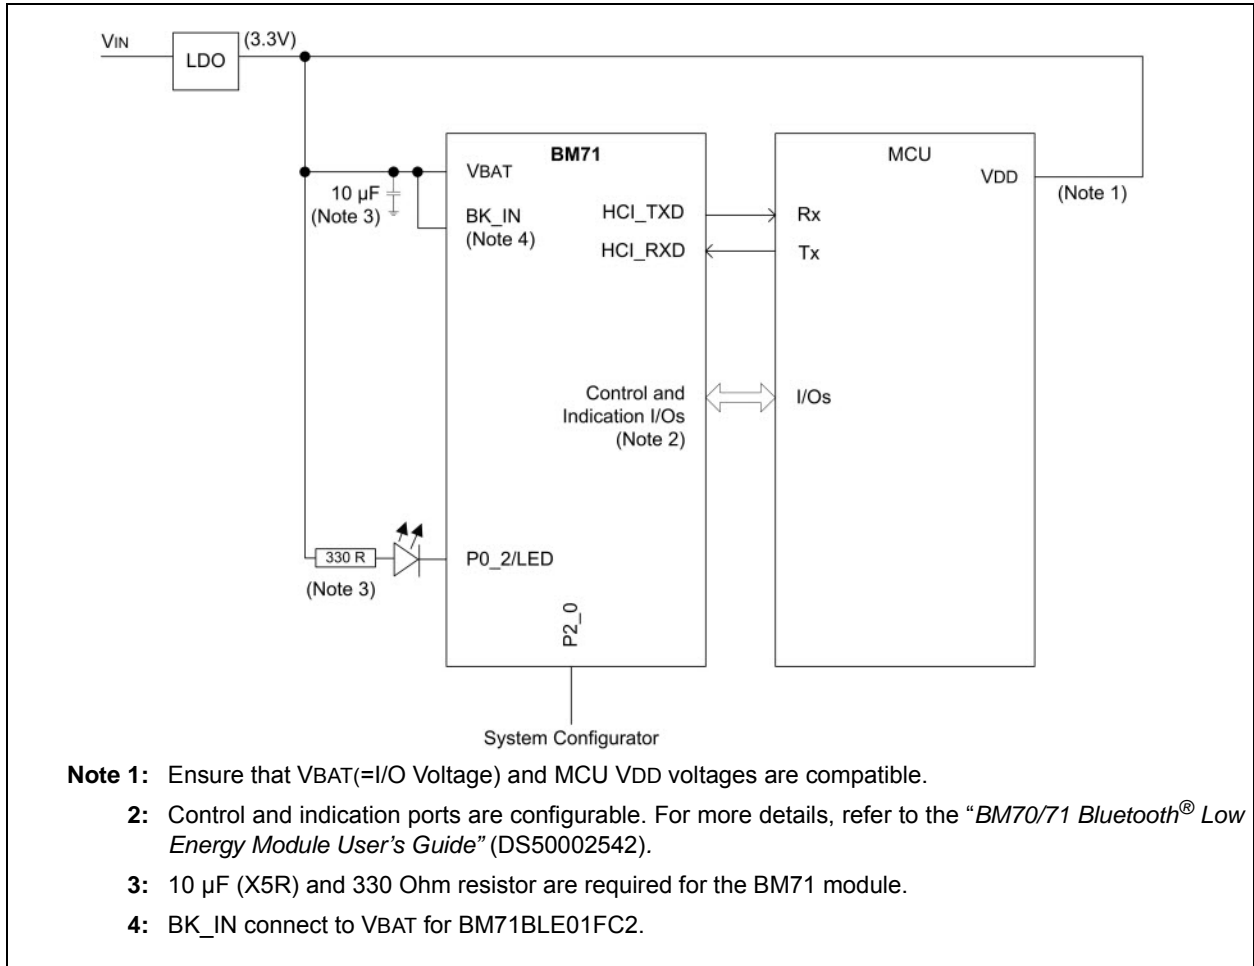 VIN
LDO
(3.3V)
BM71
MCU
VBAT
VDD
10 µF
(Note 3)
(Note 1)
BK_IN
(Note 4)
HCI_TXD
Rx
HCI_RXD
Tx
Control and
Indication I/Os
(Note 2)
I/Os
330 R
P0_2/LED
(Note 3)
P2_0
System Configurator
Note 1: Ensure that VBAT(=I/O Voltage) and MCU VDD voltages are compatible.
2: Control and indication ports are configurable. For more details, refer to the “BM70/71 Bluetooth® Low
Energy Module User’s Guide” (DS50002542).
3: 10 µF (X5R) and 330 Ohm resistor are required for the BM71 module.
4: BK_IN connect to VBAT for BM71BLE01FC2.